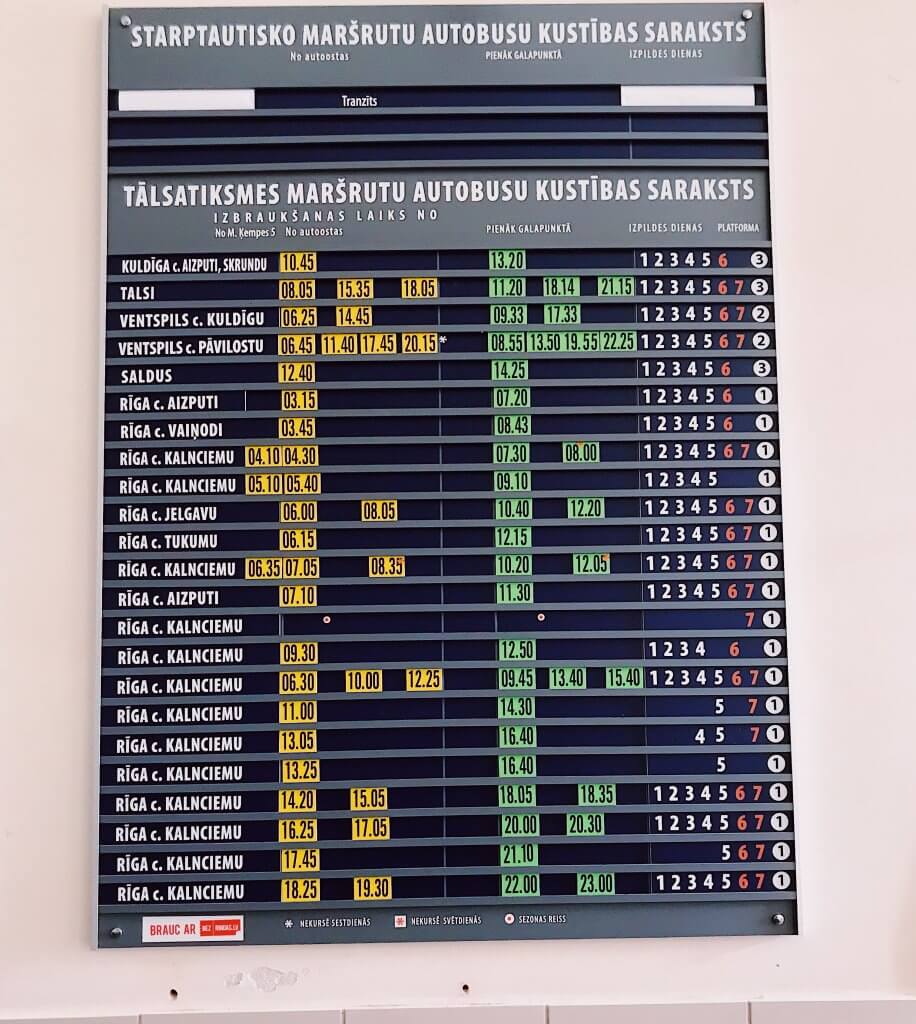 STARPTAUTISKO MARŠRUTU AUTOBUSU KUSTĪBAS SARAKSTS
No autoostas PIENĀK GALAPUNKTĀ IZPILDES DIENAS
Tranzīts
TĀLSATIKSMES MARŠRUTU AUTOBUSU KUSTĪBAS SARAKSTS
IZBRAUKŠANAS LAIKS NO
No M. Ķempes 5 No autoostas PIENĀK GALAPUNKTĀ IZPILDES DIENAS PLATFORMA
KULDĪGA c. AIZPUTI, SKRUNDU 10.45 13.20 1 2 3 4 5 6 3
TALSI 08.05 15.35 18.05 11.20 18.14 21.15 1 2 3 4 5 6 7 3
VENTSPILS c. KULDĪGU 06.25 14.45 09.33 17.33 1 2 3 4 5 6 7 2
VENTSPILS c. PĀVILOSTU 06.45 11.40 17.45 20.15 * 08.55 13.50 19.55 22.25 1 2 3 4 5 6 7 2
SALDUS 12.40 14.25 1 2 3 4 5 6 3
RĪGA c. AIZPUTI 03.15 07.20 1 2 3 4 5 6 1
RĪGA c. VAIŅODI 03.45 08.43 1 2 3 4 5 6 1
RĪGA c. KALNCIEMU 04.10 04.30 07.30 08.00 1 2 3 4 5 6 7 1
RĪGA c. KALNCIEMU 05.10 05.40 09.10 1 2 3 4 5 1
RĪGA c. JELGAVU 06.00 08.05 10.40 12.20 1 2 3 4 5 6 7 1
RĪGA c. TUKUMU 06.15 12.15 1 2 3 4 5 6 7 1
RĪGA c. KALNCIEMU 06.35 07.05 08.35 10.20 12.05 1 2 3 4 5 6 7 1
RĪGA c. AIZPUTI 07.10 11.30 1 2 3 4 5 6 7 1
RĪGA c. KALNCIEMU 7 1
RĪGA c. KALNCIEMU 09.30 12.50 1 2 3 4 6 1
RĪGA c. KALNCIEMU 06.30 10.00 12.25 09.45 13.40 15.40 1 2 3 4 5 6 7 1
RĪGA c. KALNCIEMU 11.00 14.30 5 7 1
RĪGA c. KALNCIEMU 13.05 16.40 4 5 7 1
RĪGA c. KALNCIEMU 13.25 16.40 5 1
RĪGA c. KALNCIEMU 14.20 15.05 18.05 18.35 1 2 3 4 5 6 7 1
RĪGA c. KALNCIEMU 16.25 17.05 20.00 20.30 1 2 3 4 5 6 7 1
RĪGA c. KALNCIEMU 17.45 21.10 5 6 7 1
RĪGA c. KALNCIEMU 18.25 19.30 22.00 23.00 1 2 3 4 5 6 7 1
BRAUC AR BEZ RINDAS.LV * NEKURSĒ SESTDIENĀS * NEKURSĒ SVĒTDIENĀS SEZONAS REISS